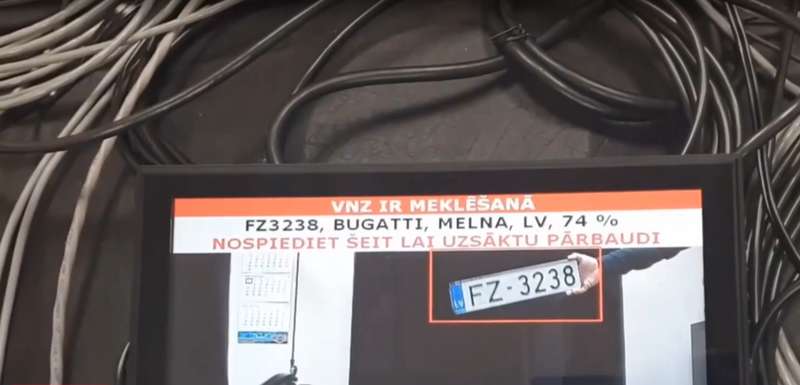 VNZ IR MEKLĒŠANĀ
FZ3238, BUGATTI, MELNA, LV, 74 %
NOSPIEDIET ŠEIT LAI UZSĀKTU PĀRBAUDI
FZ-3238
LV